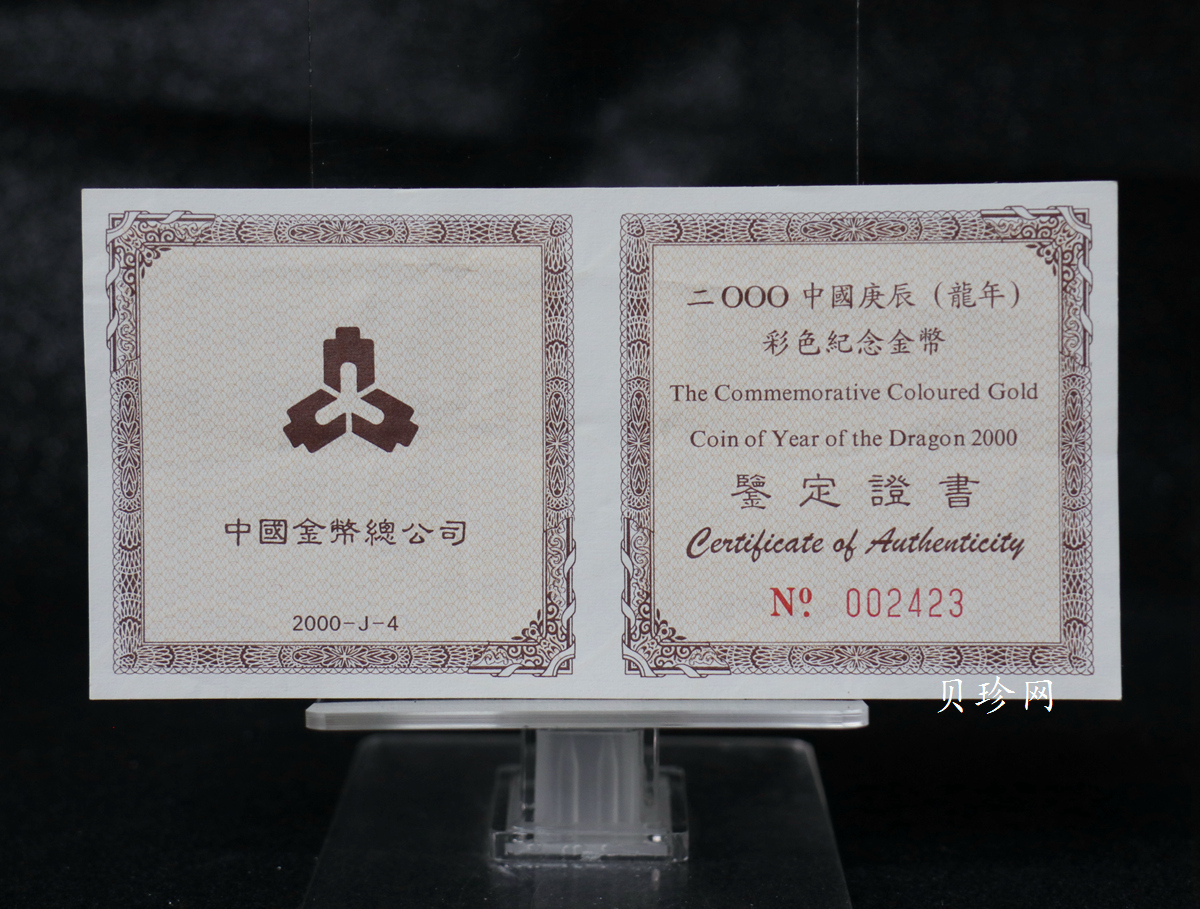 中國金幣總公司
2000-J-4
二OOO中國庚辰（龍年）
彩色紀念金幣
The Commemorative Coloured Gold
Coin of Year of the Dragon 2000
鑒定證書
Certificate of Authenticity
Nº. 002423
贝珍网